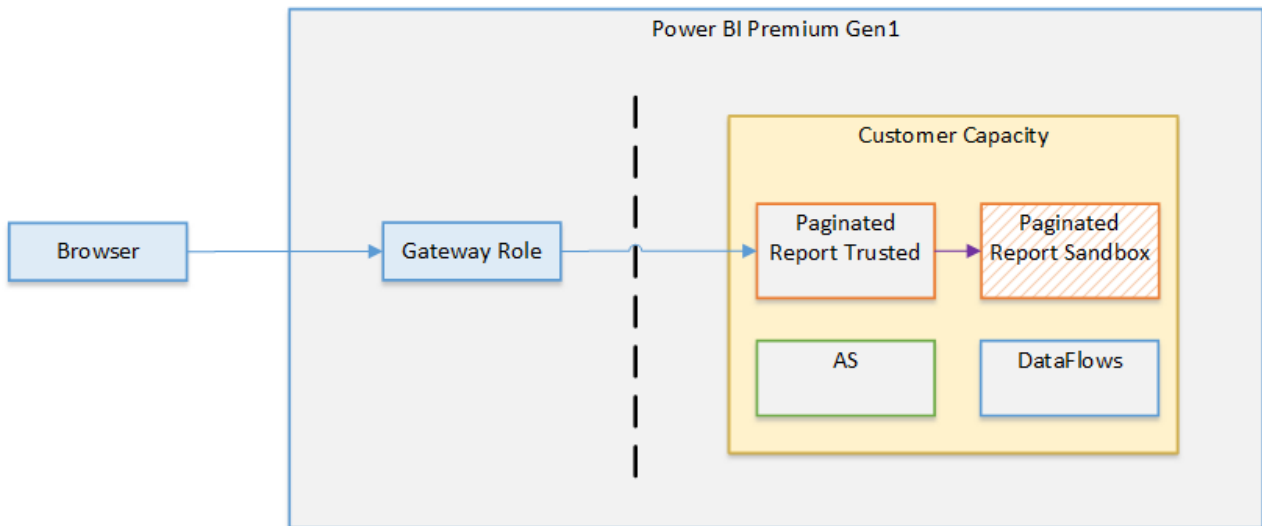 Power BI Premium Gen1
Customer Capacity
Browser
Gateway Role
Paginated
Report Trusted
Paginated
Report Sandbox
AS
DataFlows